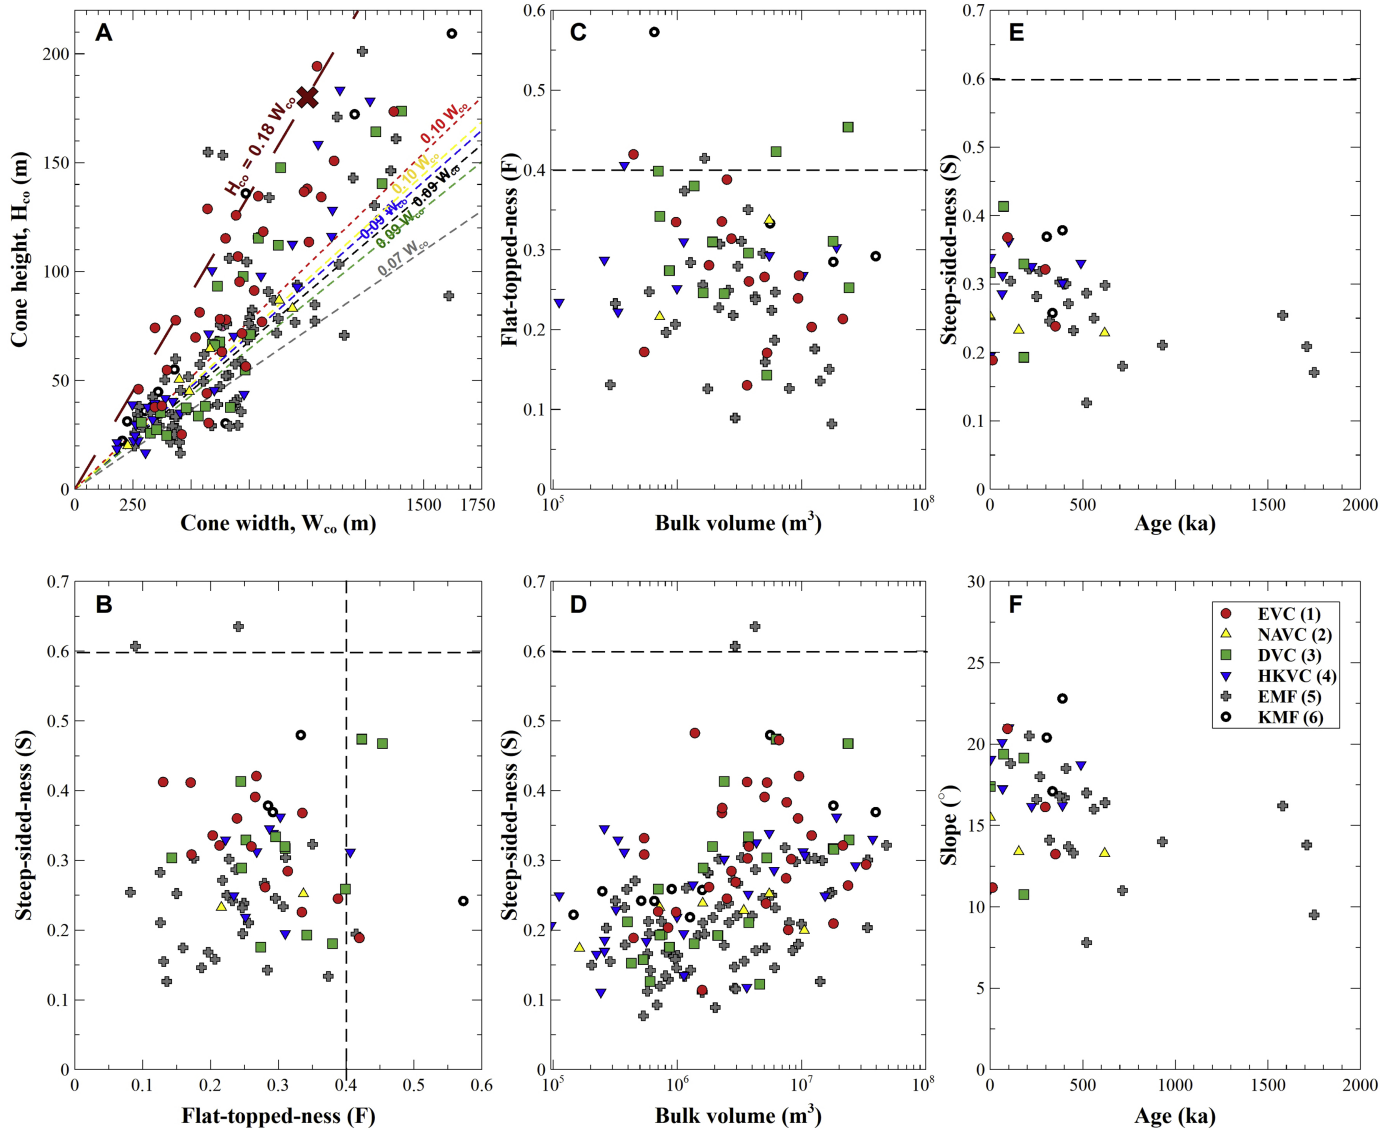 A
Cone height, Hco (m)
200
150
100
50
0
Hco = 0.18 Wco
0.10 Wco
0.10 Wco
0.09 Wco
0.09 Wco
0.09 Wco
0.07 Wco
0 250 1500 1750
Cone width, Wco (m)
C
Flat-topped-ness (F)
0.6
0.5
0.4
0.3
0.2
0.1
0
10^5 10^6 10^7 10^8
Bulk volume (m^3)
E
Steep-sided-ness (S)
0.7
0.6
0.5
0.4
0.3
0.2
0.1
0
0 500 1000 1500 2000
Age (ka)
B
Steep-sided-ness (S)
0.7
0.6
0.5
0.4
0.3
0.2
0.1
0
0 0.1 0.2 0.3 0.4 0.5 0.6
Flat-topped-ness (F)
D
Steep-sided-ness (S)
0.7
0.6
0.5
0.4
0.3
0.2
0.1
0
10^5 10^6 10^7 10^8
Bulk volume (m^3)
F
Slope (°)
30
25
20
15
10
5
0
EVC (1)
NAVC (2)
DVC (3)
HKVC (4)
EMF (5)
KMF (6)
0 500 1000 1500 2000
Age (ka)